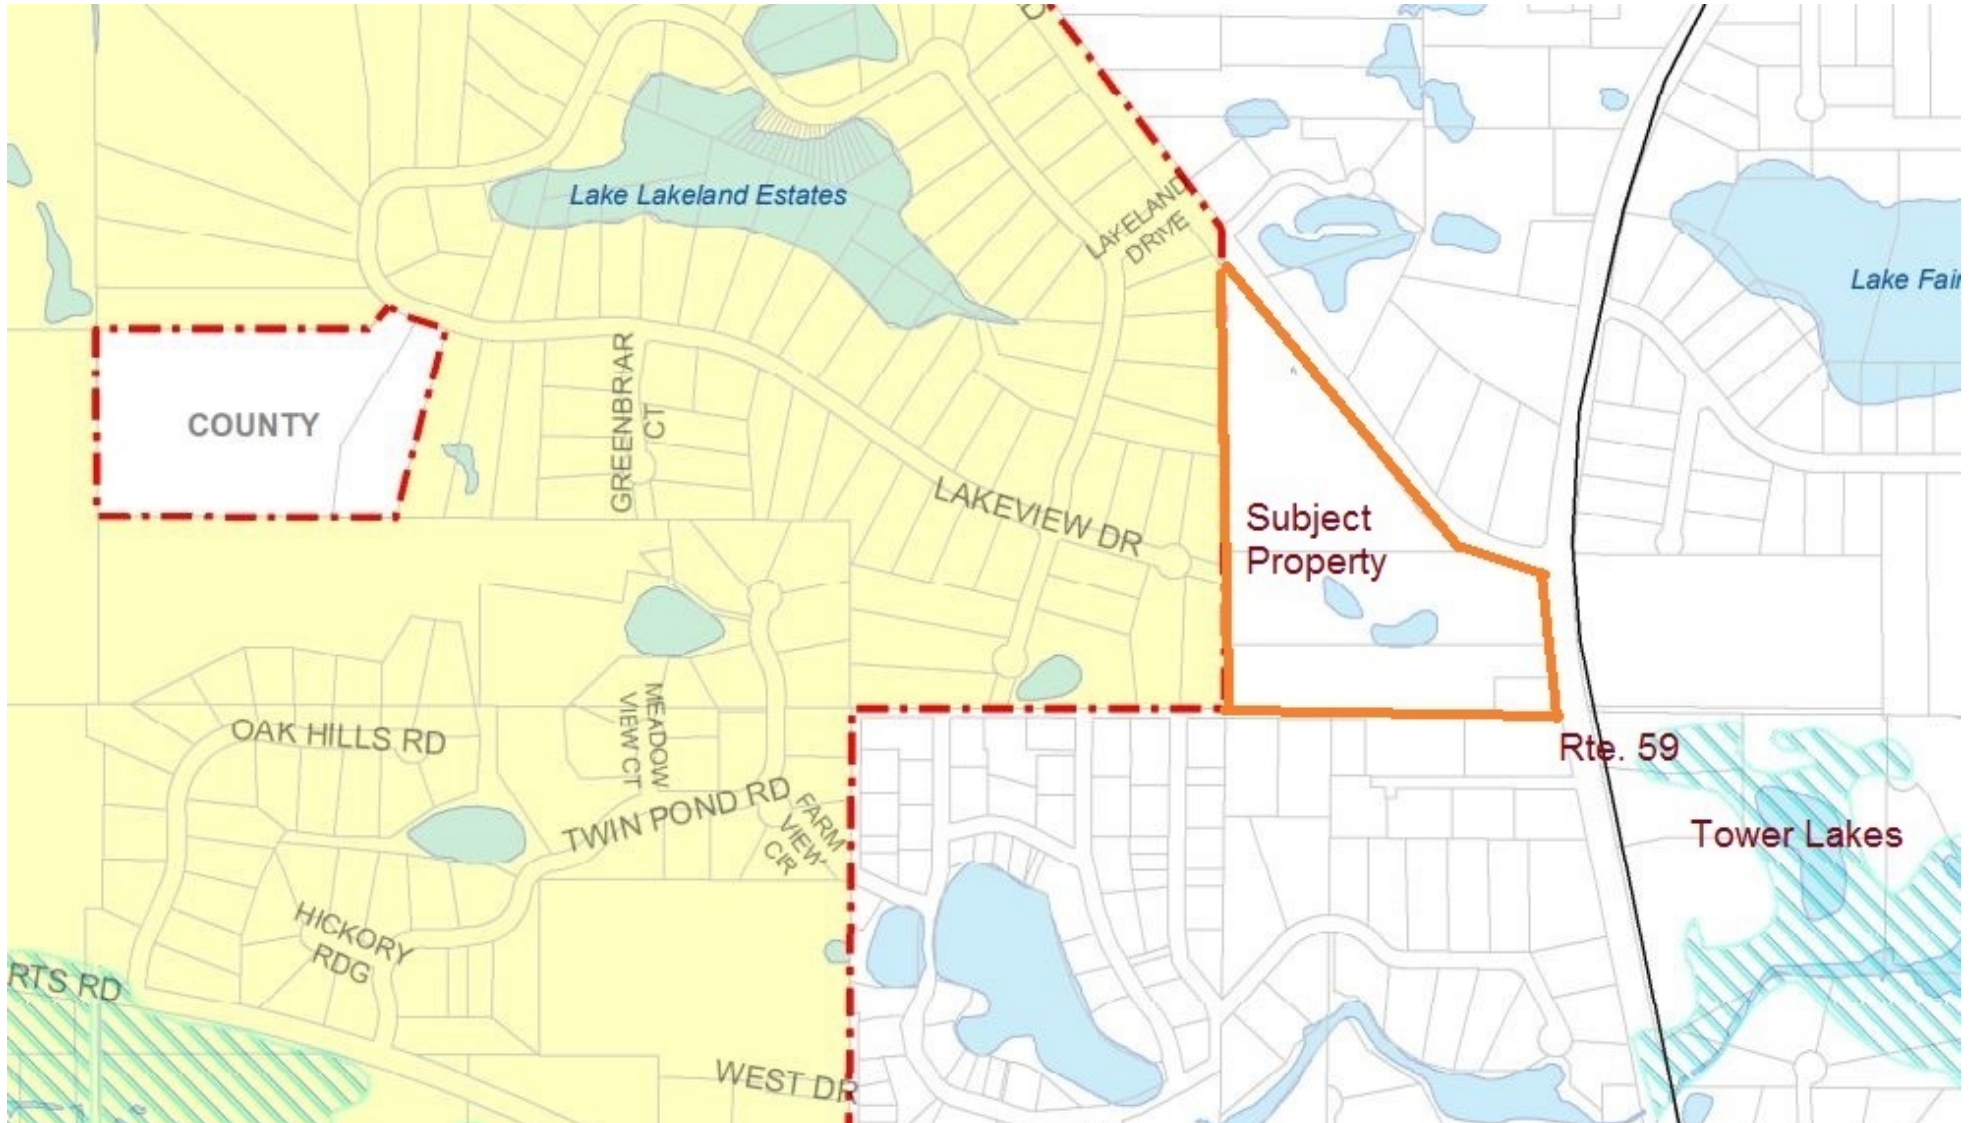 Lake Lakeland Estates
LAKELAND
DRIVE
Lake Fair
COUNTY
GREENBRIAR
CT
LAKEVIEW DR
Subject
Property
OAK HILLS RD
MEADOW
VIEW CT
TWIN POND RD
FARM
VIEW
CIR
Rte. 59
Tower Lakes
HICKORY
RDG
RTS RD
WEST DR